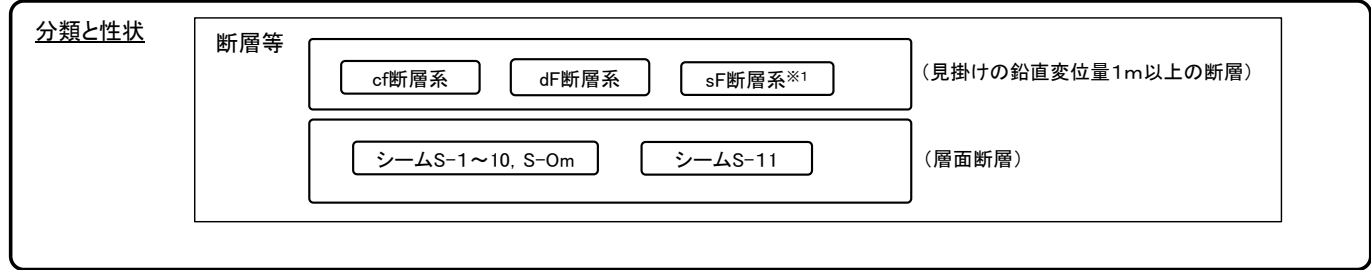 分類と性状
断層等
cf断層系 dF断層系 sF断層系※1 （見掛けの鉛直変位量1m以上の断層）
シームS-1～10, S-Om シームS-11 （層面断層）